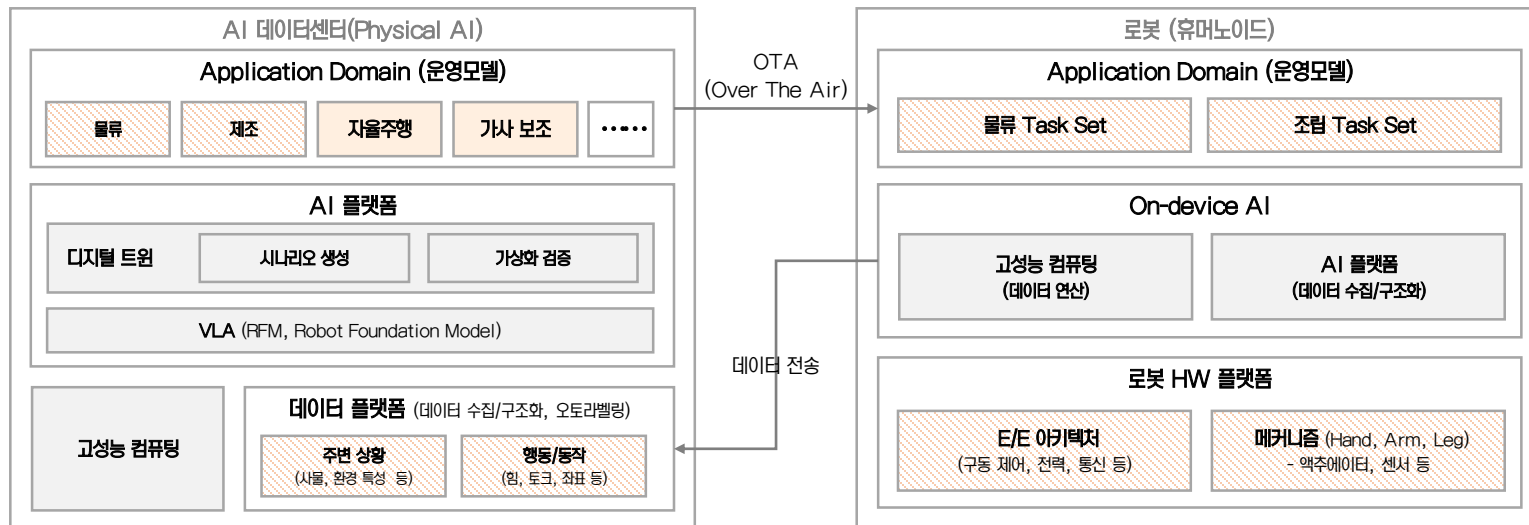 AI 데이터센터(Physical AI)
Application Domain (운영모델)
물류
제조
자율주행
가사 보조
……
AI 플랫폼
디지털 트윈
시나리오 생성
가상화 검증
VLA (RFM, Robot Foundation Model)
고성능 컴퓨팅
데이터 플랫폼 (데이터 수집/구조화, 오토라벨링)
주변 상황
(사물, 환경 특성 등)
행동/동작
(힘, 토크, 좌표 등)
OTA
(Over The Air)
데이터 전송
로봇 (휴머노이드)
Application Domain (운영모델)
물류 Task Set
조립 Task Set
On-device AI
고성능 컴퓨팅
(데이터 연산)
AI 플랫폼
(데이터 수집/구조화)
로봇 HW 플랫폼
E/E 아키텍처
(구동 제어, 전력, 통신 등)
메커니즘 (Hand, Arm, Leg)
- 액추에이터, 센서 등